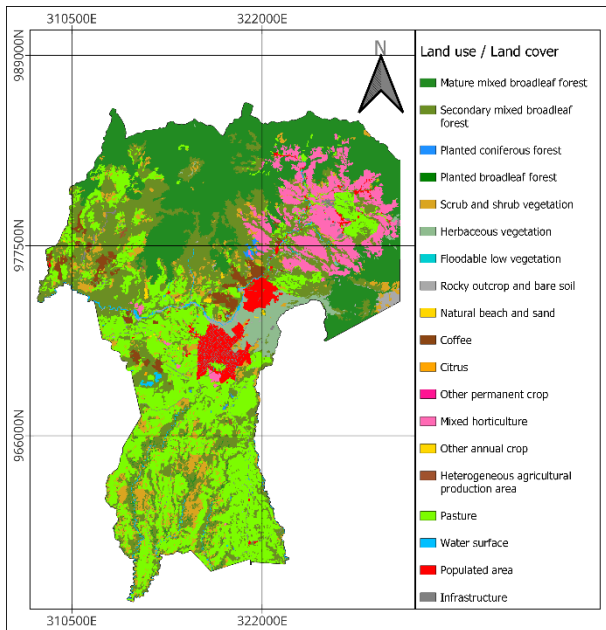 310500E 322000E
989000N
N
977500N
966000N
310500E 322000E
Land use / Land cover
Mature mixed broadleaf forest
Secondary mixed broadleaf
forest
Planted coniferous forest
Planted broadleaf forest
Scrub and shrub vegetation
Herbaceous vegetation
Floodable low vegetation
Rocky outcrop and bare soil
Natural beach and sand
Coffee
Citrus
Other permanent crop
Mixed horticulture
Other annual crop
Heterogeneous agricultural
production area
Pasture
Water surface
Populated area
Infrastructure